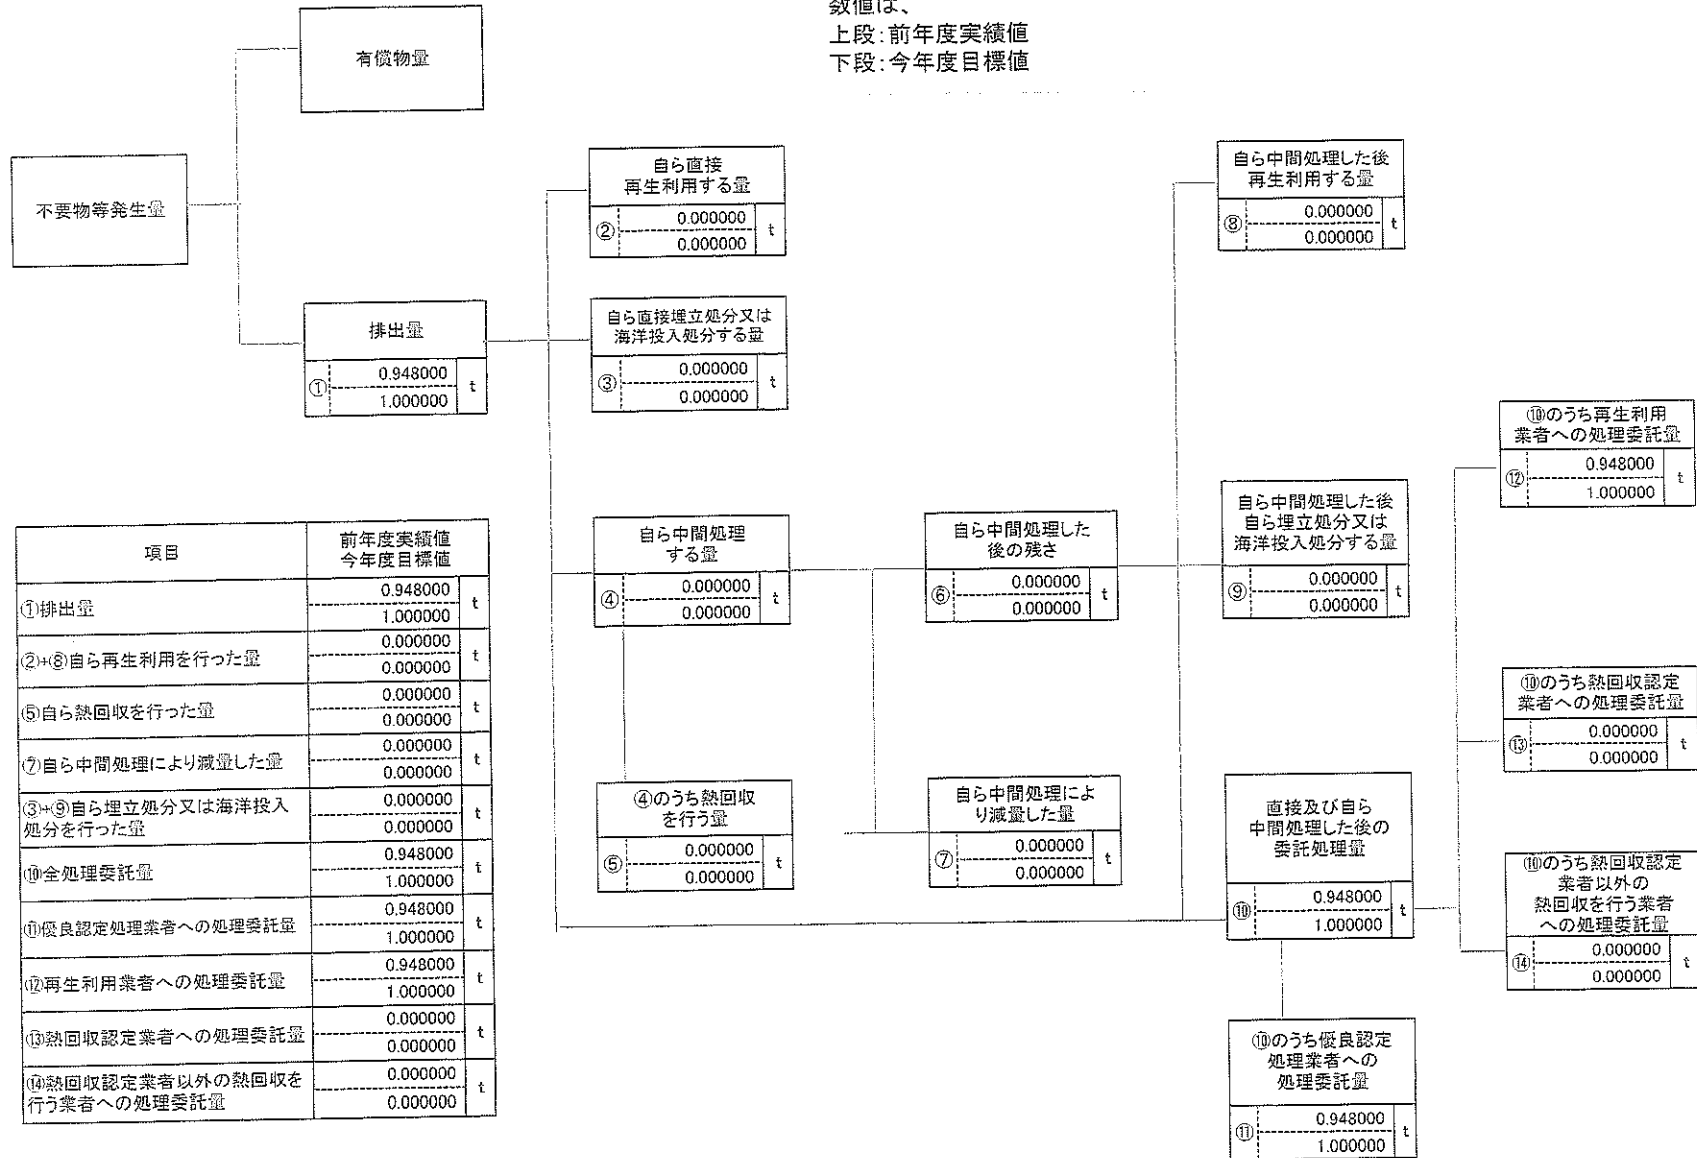 数値は、
上段:前年度実績値
下段:今年度目標値
有償物量
不要物等発生量
排出量
① 0.948000 t
1.000000
自ら直接
再生利用する量
② 0.000000 t
0.000000
自ら直接埋立処分又は
海洋投入処分する量
③ 0.000000 t
0.000000
自ら中間処理
する量
④ 0.000000 t
0.000000
④のうち熱回収
を行う量
⑤ 0.000000 t
0.000000
自ら中間処理した
後の残さ
⑥ 0.000000 t
0.000000
自ら中間処理によ
り減量した量
⑦ 0.000000 t
0.000000
自ら中間処理した後
再生利用する量
⑧ 0.000000 t
0.000000
自ら中間処理した後
自ら埋立処分又は
海洋投入処分する量
⑨ 0.000000 t
0.000000
直接及び自ら
中間処理した後の
委託処理量
⑩ 0.948000 t
1.000000
⑩のうち優良認定
処理業者への
処理委託量
⑪ 0.948000 t
1.000000
⑩のうち再生利用
業者への処理委託量
⑫ 0.948000 t
1.000000
⑩のうち熱回収認定
業者への処理委託量
⑬ 0.000000 t
0.000000
⑩のうち熱回収認定
業者以外の
熱回収を行う業者
への処理委託量
⑭ 0.000000 t
0.000000
項目
前年度実績値
今年度目標値
①排出量 0.948000 t
1.000000
②+⑧自ら再生利用を行った量 0.000000 t
0.000000
⑤自ら熱回収を行った量 0.000000 t
0.000000
⑦自ら中間処理により減量した量 0.000000 t
0.000000
③+⑨自ら埋立処分又は海洋投入
処分を行った量 0.000000 t
0.000000
⑩全処理委託量 0.948000 t
1.000000
⑪優良認定処理業者への処理委託量 0.948000 t
1.000000
⑫再生利用業者への処理委託量 0.948000 t
1.000000
⑬熱回収認定業者への処理委託量 0.000000 t
0.000000
⑭熱回収認定業者以外の熱回収を
行う業者への処理委託量 0.000000 t
0.000000